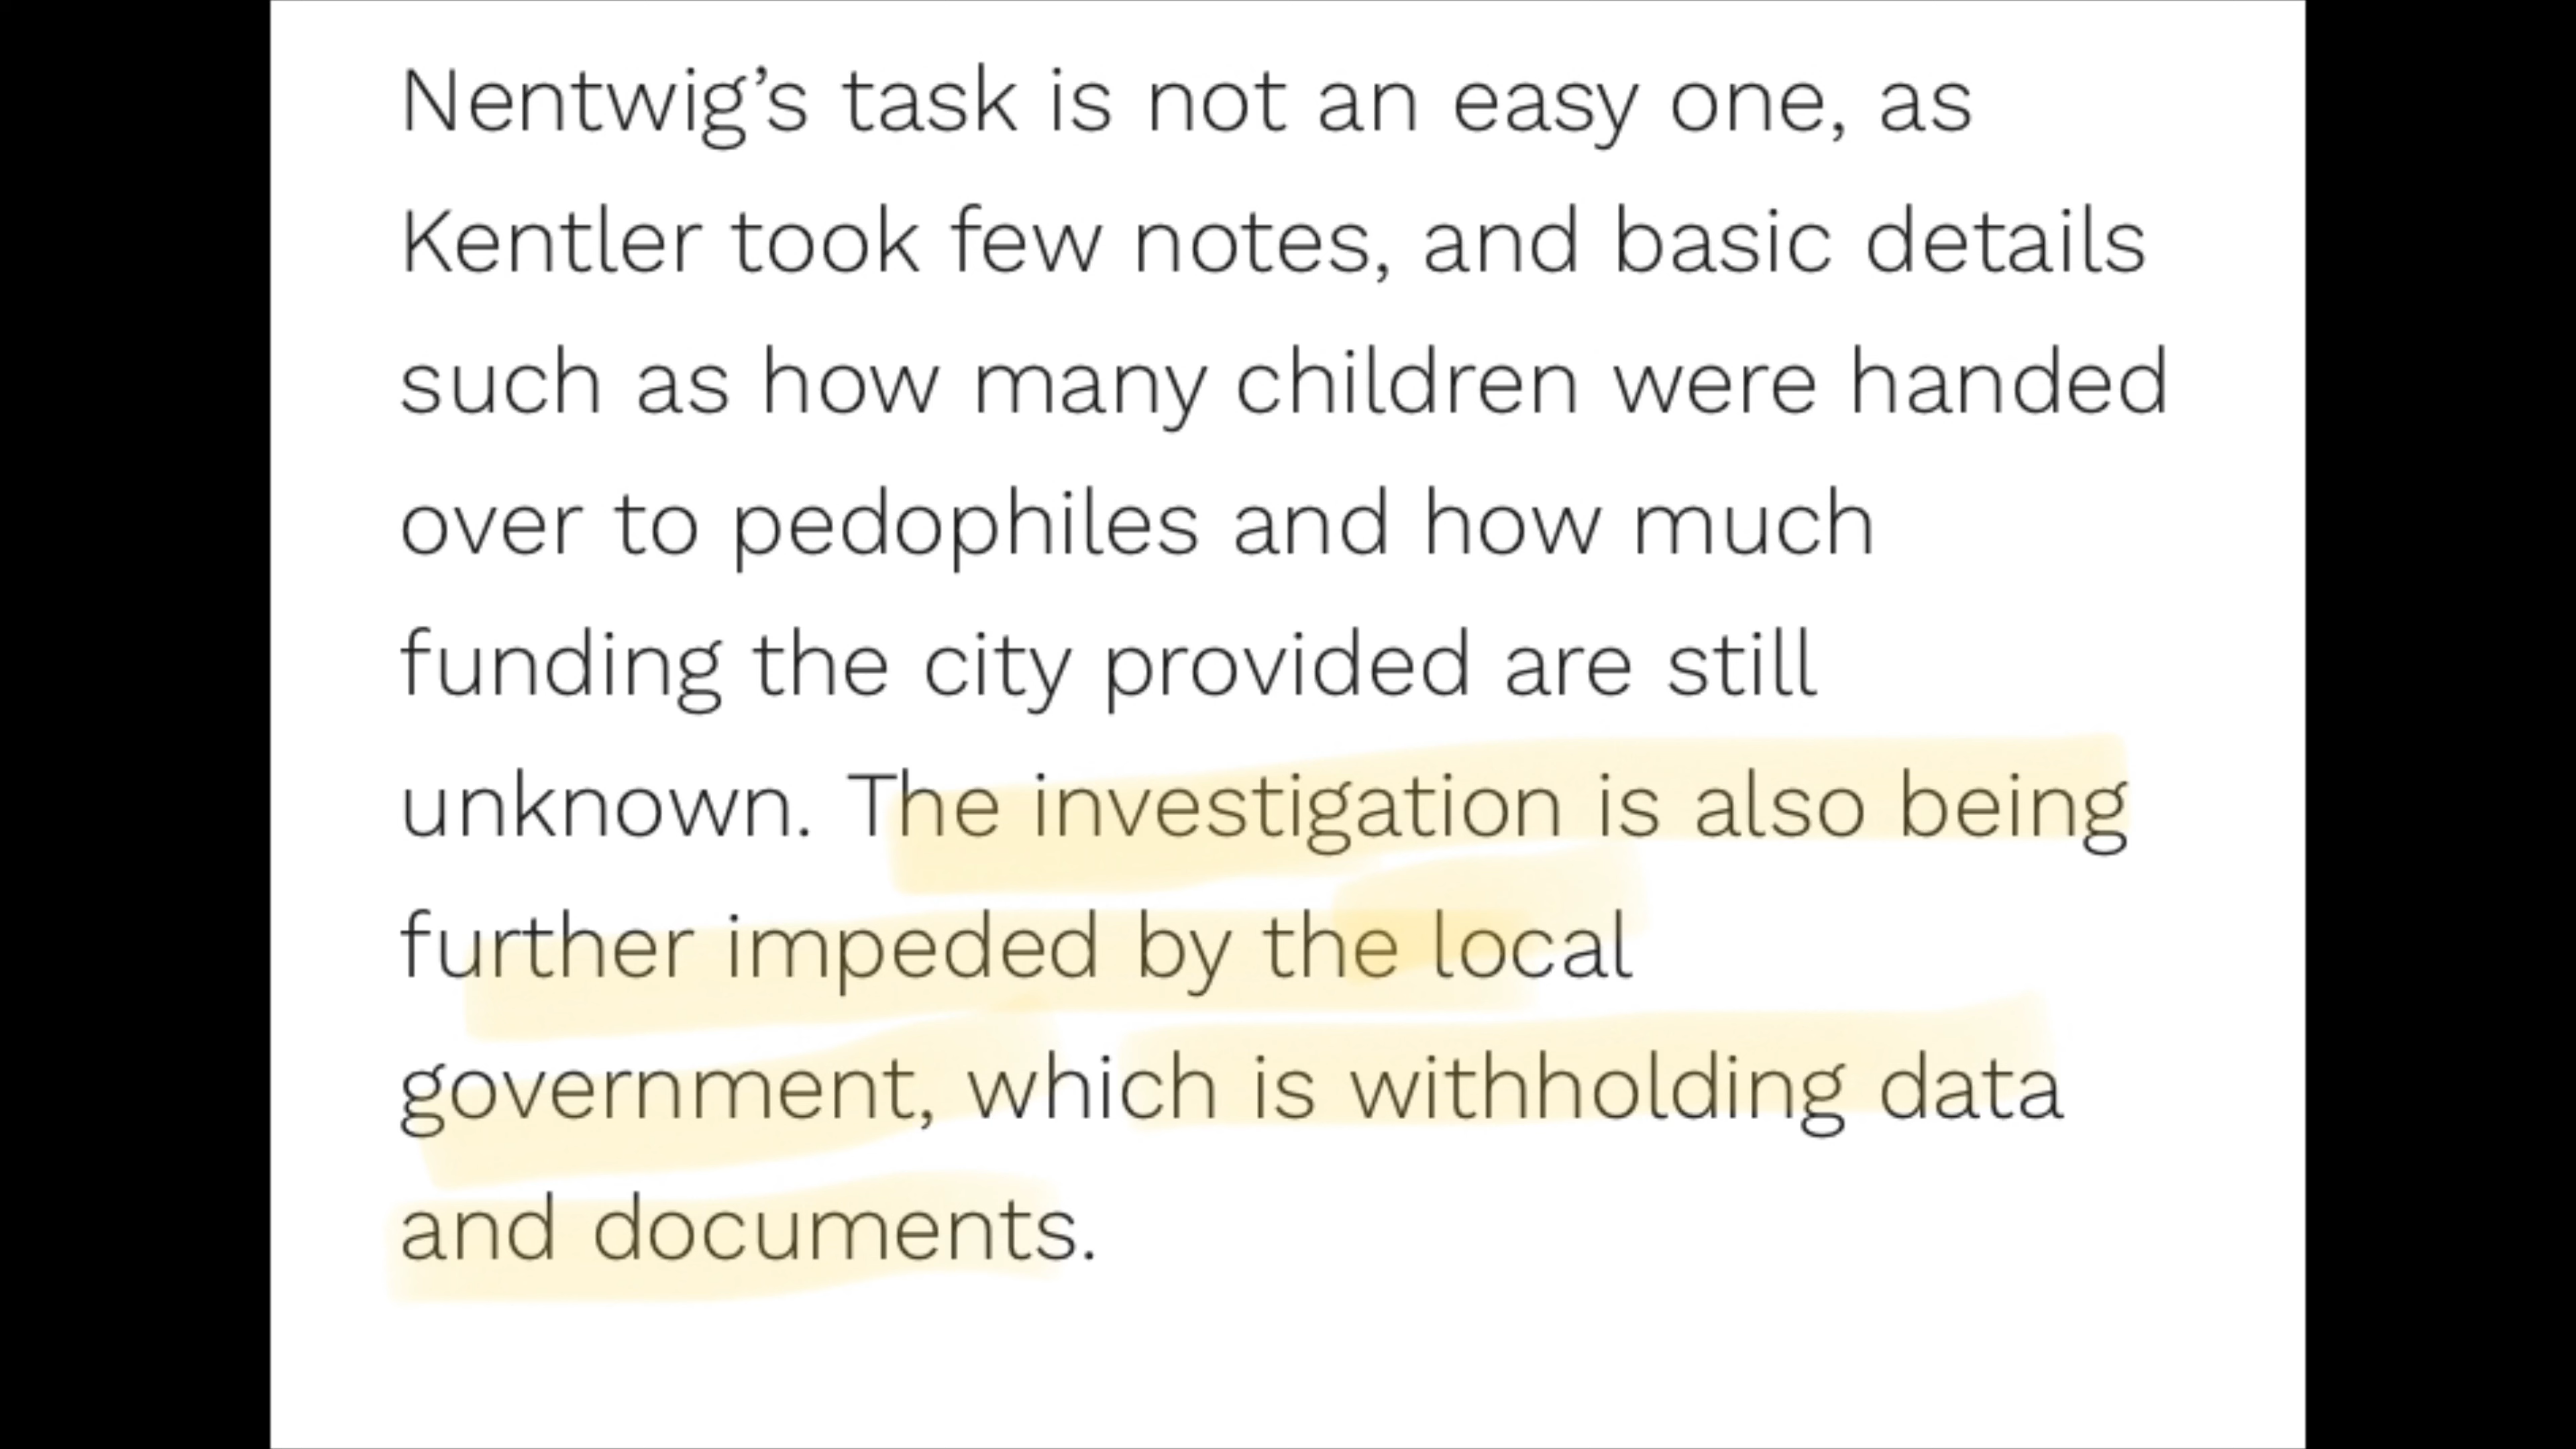 Nentwig’s task is not an easy one, as
Kentler took few notes, and basic details
such as how many children were handed
over to pedophiles and how much
funding the city provided are still
unknown. The investigation is also being
further impeded by the local
government, which is withholding data
and documents.